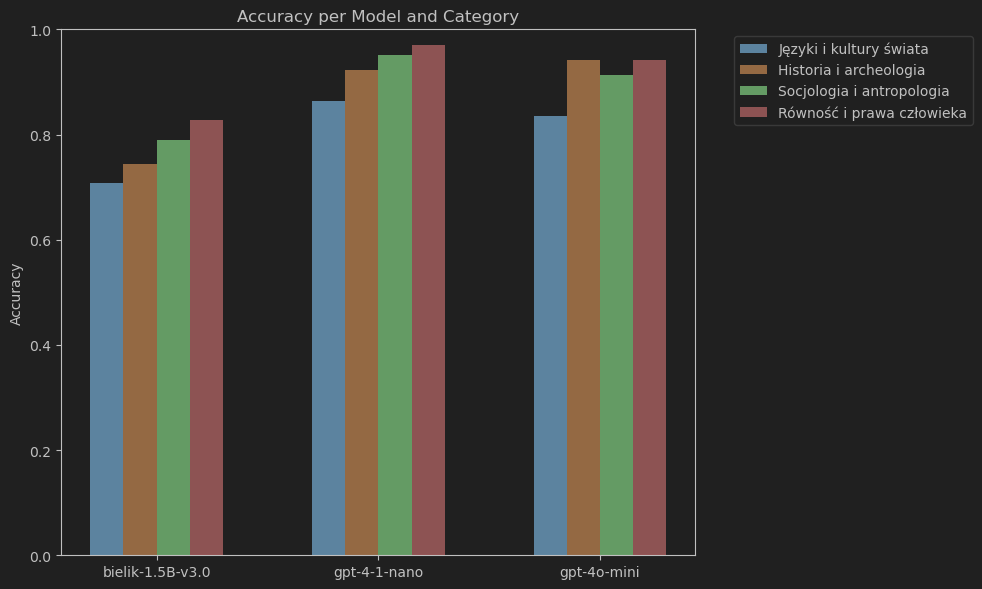 Accuracy per Model and Category
Accuracy
1.0
0.8
0.6
0.4
0.2
0.0
bielik-1.5B-v3.0
gpt-4-1-nano
gpt-4o-mini
Języki i kultury świata
Historia i archeologia
Socjologia i antropologia
Równość i prawa człowieka